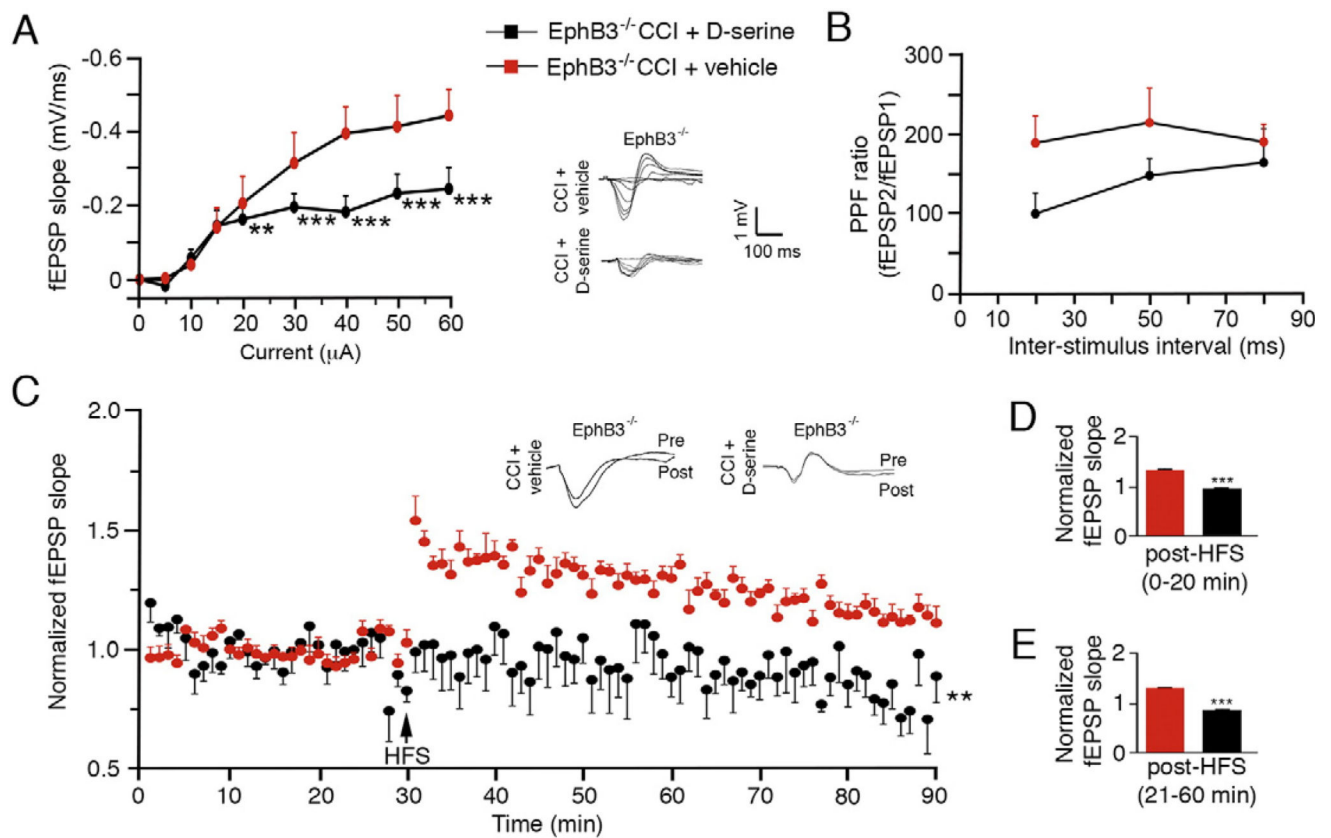 A
EphB3-/- CCI + D-serine
EphB3-/- CCI + vehicle
-0.6
-0.4
-0.2
0
fEPSP slope (mV/ms)
0 10 20 30 40 50 60
Current (μA)
** *** *** *** ***
EphB3-/-
CCI +
vehicle
CCI +
D-serine
1 mV
100 ms
B
300
200
100
0
PPF ratio
(fEPSP2/fEPSP1)
0 10 30 50 70 90
Inter-stimulus interval (ms)
C
2.0
1.5
1.0
0.5
Normalized fEPSP slope
CCI +
vehicle
EphB3-/-
Pre
Post
CCI +
D-serine
EphB3-/-
Pre
Post
HFS
**
0 10 20 30 40 50 60 70 80 90
Time (min)
D
Normalized
fEPSP slope
2
1
0
***
post-HFS
(0-20 min)
E
Normalized
fEPSP slope
2
1
0
***
post-HFS
(21-60 min)